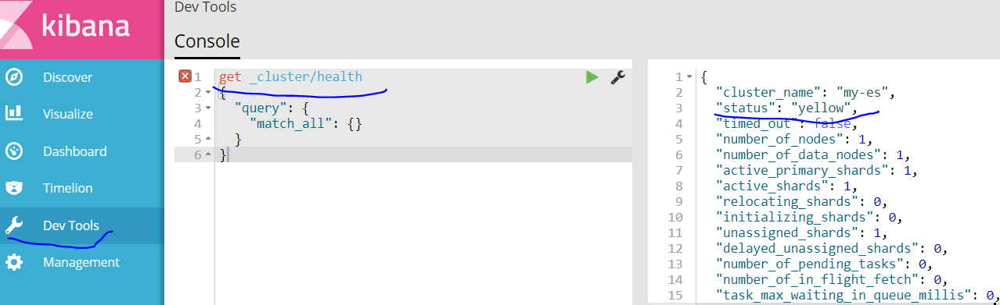 kibana
Discover
Visualize
Dashboard
Timelion
Dev Tools
Management
Dev Tools
Console
1 get _cluster/health
2 {
3   "query": {
4     "match_all": {}
5   }
6 }
1 {
2   "cluster_name": "my-es",
3   "status": "yellow",
4   "timed_out": false,
5   "number_of_nodes": 1,
6   "number_of_data_nodes": 1,
7   "active_primary_shards": 1,
8   "active_shards": 1,
9   "relocating_shards": 0,
10   "initializing_shards": 0,
11   "unassigned_shards": 1,
12   "delayed_unassigned_shards": 0,
13   "number_of_pending_tasks": 0,
14   "number_of_in_flight_fetch": 0,
15   "task_max_waiting_in_queue_millis": 0,